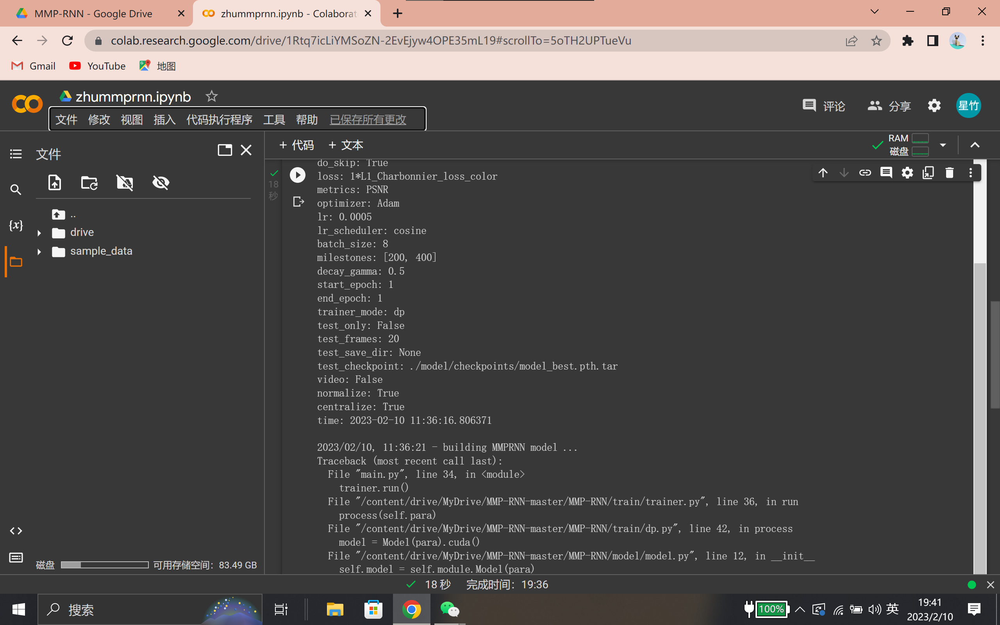 MMP-RNN - Google Drive
zhummprnn.ipynb - Colaborat
colab.research.google.com/drive/1Rtq7icLiYMSoZN-2EvEjyw4OPE35mL19#scrollTo=5oTH2UPTueVu
Gmail
YouTube
地图
zhummprnn.ipynb
文件 修改 视图 插入 代码执行程序 工具 帮助 已保存所有更改
评论
分享
星竹
文件
+ 代码 + 文本
RAM
磁盘
..
drive
sample_data
{x}
18
秒
do_skip: True
loss: 1*L1_Charbonnier_loss_color
metrics: PSNR
optimizer: Adam
lr: 0.0005
lr_scheduler: cosine
batch_size: 8
milestones: [200, 400]
decay_gamma: 0.5
start_epoch: 1
end_epoch: 1
trainer_mode: dp
test_only: False
test_frames: 20
test_save_dir: None
test_checkpoint: ./model/checkpoints/model_best.pth.tar
video: False
normalize: True
centralize: True
time: 2023-02-10 11:36:16.806371
2023/02/10, 11:36:21 - building MMPRNN model ...
Traceback (most recent call last):
File "main.py", line 34, in <module>
trainer.run()
File "/content/drive/MyDrive/MMP-RNN-master/MMP-RNN/train/trainer.py", line 36, in run
process(self.para)
File "/content/drive/MyDrive/MMP-RNN-master/MMP-RNN/train/dp.py", line 42, in process
model = Model(para).cuda()
File "/content/drive/MyDrive/MMP-RNN-master/MMP-RNN/model/model.py", line 12, in __init__
self.model = self.module.Model(para)
磁盘 可用存储空间：83.49 GB
18 秒 完成时间：19:36
搜索
100%
英
19:41
2023/2/10